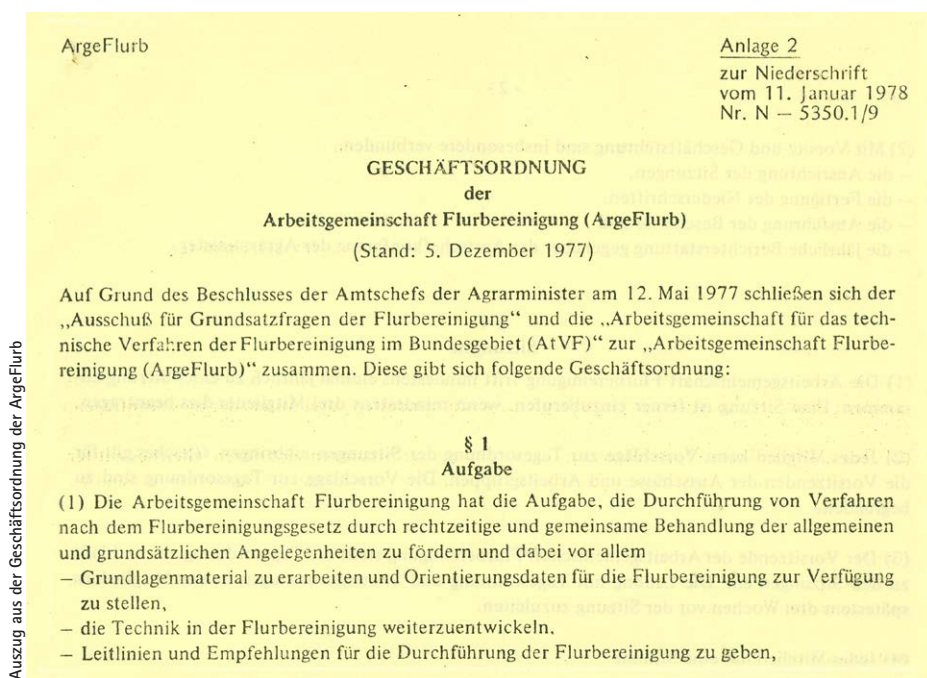 ArgeFlurb
Anlage 2
zur Niederschrift
vom 11. Januar 1978
Nr. N — 5350.1/9
GESCHÄFTSORDNUNG
der
Arbeitsgemeinschaft Flurbereinigung (ArgeFlurb)
(Stand: 5. Dezember 1977)
Auf Grund des Beschlusses der Amtschefs der Agrarminister am 12. Mai 1977 schließen sich der
„Ausschuß für Grundsatzfragen der Flurbereinigung“ und die „Arbeitsgemeinschaft für das tech-
nische Verfahren der Flurbereinigung im Bundesgebiet (AtVF)“ zur „Arbeitsgemeinschaft Flurbe-
reinigung (ArgeFlurb)“ zusammen. Diese gibt sich folgende Geschäftsordnung:
§ 1
Aufgabe
(1) Die Arbeitsgemeinschaft Flurbereinigung hat die Aufgabe, die Durchführung von Verfahren
nach dem Flurbereinigungsgesetz durch rechtzeitige und gemeinsame Behandlung der allgemeinen
und grundsätzlichen Angelegenheiten zu fördern und dabei vor allem
— Grundlagenmaterial zu erarbeiten und Orientierungsdaten für die Flurbereinigung zur Verfügung
zu stellen,
— die Technik in der Flurbereinigung weiterzuentwickeln.
— Leitlinien und Empfehlungen für die Durchführung der Flurbereinigung zu geben,
Auszug aus der Geschäftsordnung der ArgeFlurb